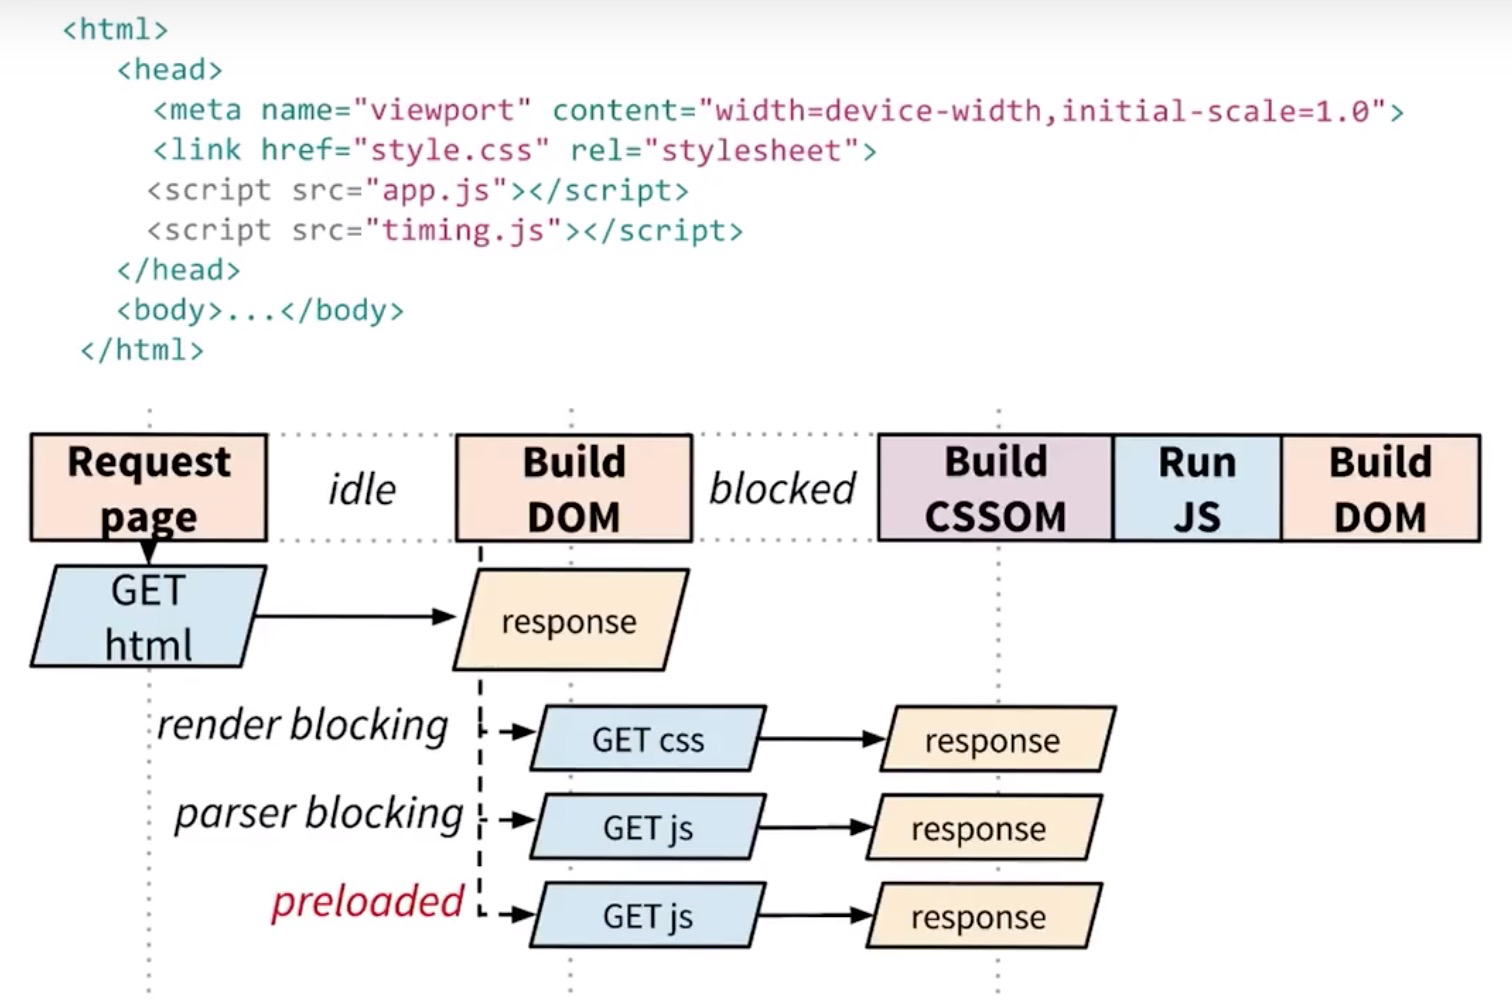 <html>
<head>
<meta name="viewport" content="width=device-width,initial-scale=1.0">
<link href="style.css" rel="stylesheet">
<script src="app.js"></script>
<script src="timing.js"></script>
</head>
<body>...</body>
</html>
Request
page
idle
Build
DOM
blocked
Build
CSSOM
Run
JS
Build
DOM
GET
html
response
render blocking
GET css
response
parser blocking
GET js
response
preloaded
GET js
response